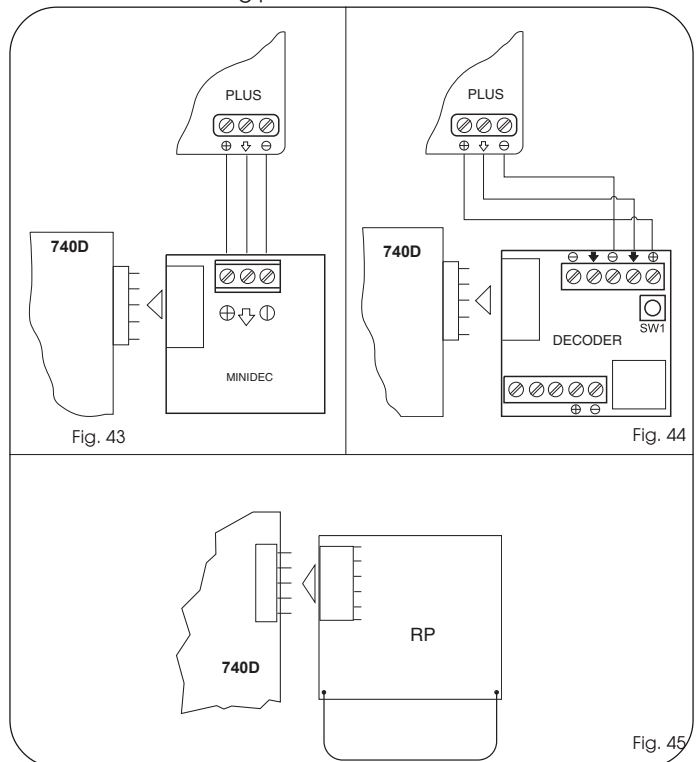 PLUS
740D
MINIDEC
Fig. 43
PLUS
740D
SW1
DECODER
Fig. 44
740D
RP
Fig. 45